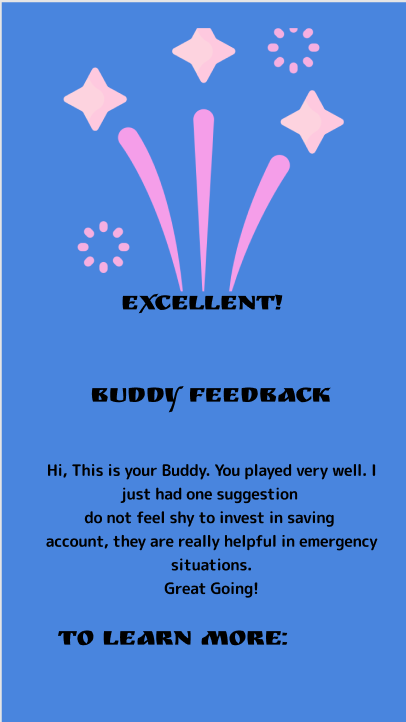 EXCELLENT!
BUDDY FEEDBACK
Hi, This is your Buddy. You played very well. I
just had one suggestion
do not feel shy to invest in saving
account, they are really helpful in emergency
situations.
Great Going!
TO LEARN MORE: